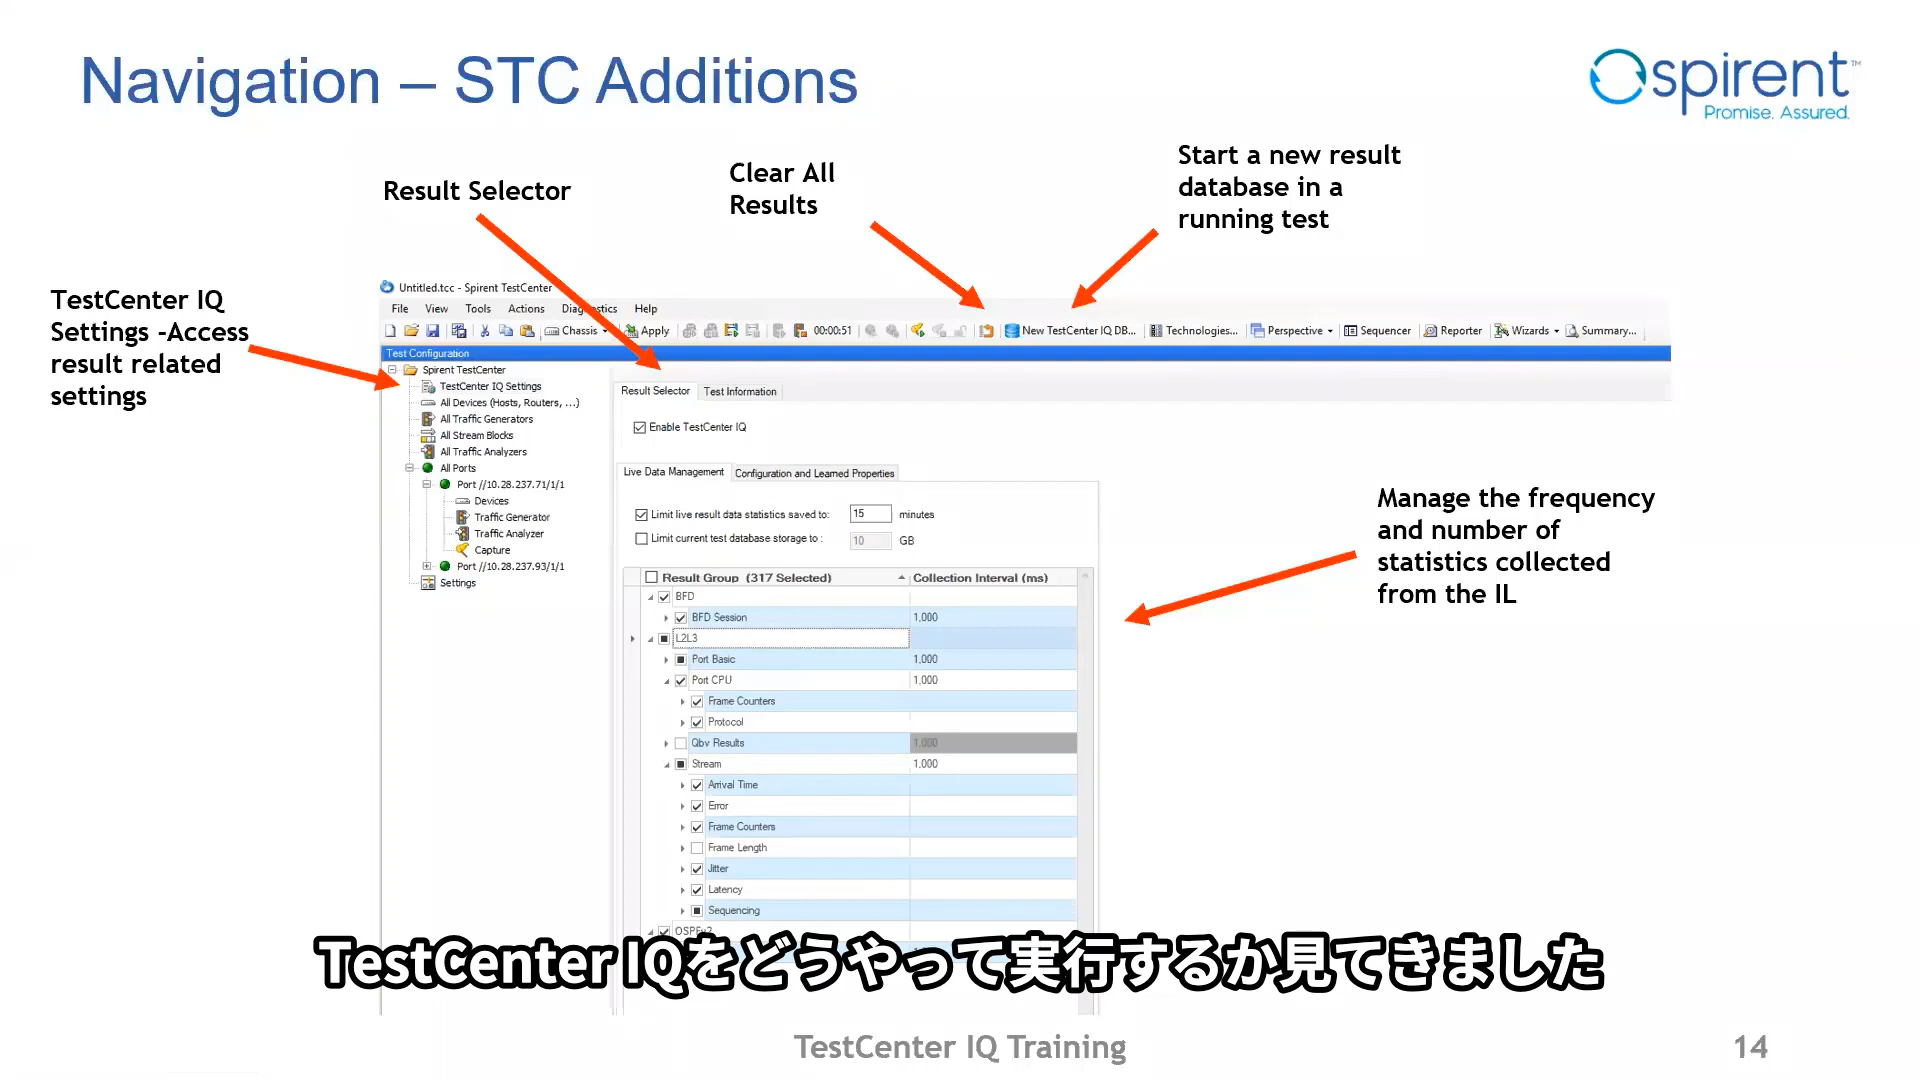 Navigation – STC Additions
spirent™
Promise. Assured.
Result Selector
Clear All
Results
Start a new result
database in a
running test
TestCenter IQ
Settings -Access
result related
settings
Untitled.tcc - Spirent TestCenter
File View Tools Actions Diagnostics Help
Chassis Apply 00:00:51 New TestCenter IQ DB... Technologies... Perspective Sequencer Reporter Wizards Summary...
Test Configuration
Spirent TestCenter
TestCenter IQ Settings
All Devices (Hosts, Routers, ...)
All Traffic Generators
All Stream Blocks
All Traffic Analyzers
All Ports
Port //10.28.237.71/1/1
Devices
Traffic Generator
Traffic Analyzer
Capture
Port //10.28.237.93/1/1
Settings
Result Selector Test Information
Enable TestCenter IQ
Live Data Management Configuration and Learned Properties
Limit live result data statistics saved to: 15 minutes
Limit current test database storage to : 10 GB
Result Group (317 Selected) Collection Interval (ms)
BFD
BFD Session 1,000
L2L3
Port Basic 1,000
Port CPU 1,000
Frame Counters
Protocol
Qbv Results 1,000
Stream 1,000
Arrival Time
Error
Frame Counters
Frame Length
Jitter
Latency
Sequencing
OSPFv2
Manage the frequency
and number of
statistics collected
from the IL
TestCenter IQをどうやって実行するか見てきました
TestCenter IQ Training
14